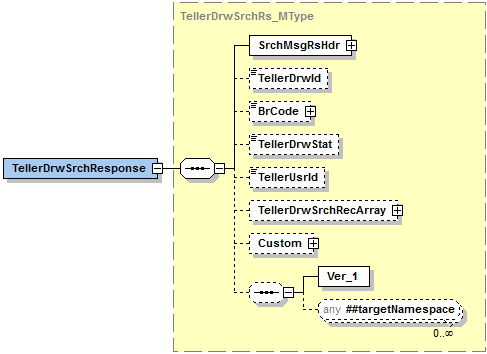 TellerDrwSrchRs_MType
SrchMsgRsHdr
TellerDrwId
BrCode
TellerDrwStat
TellerDrwSrchResponse
TellerUsrId
TellerDrwSrchRecArray
Custom
Ver_1
any ##targetNamespace
0..∞